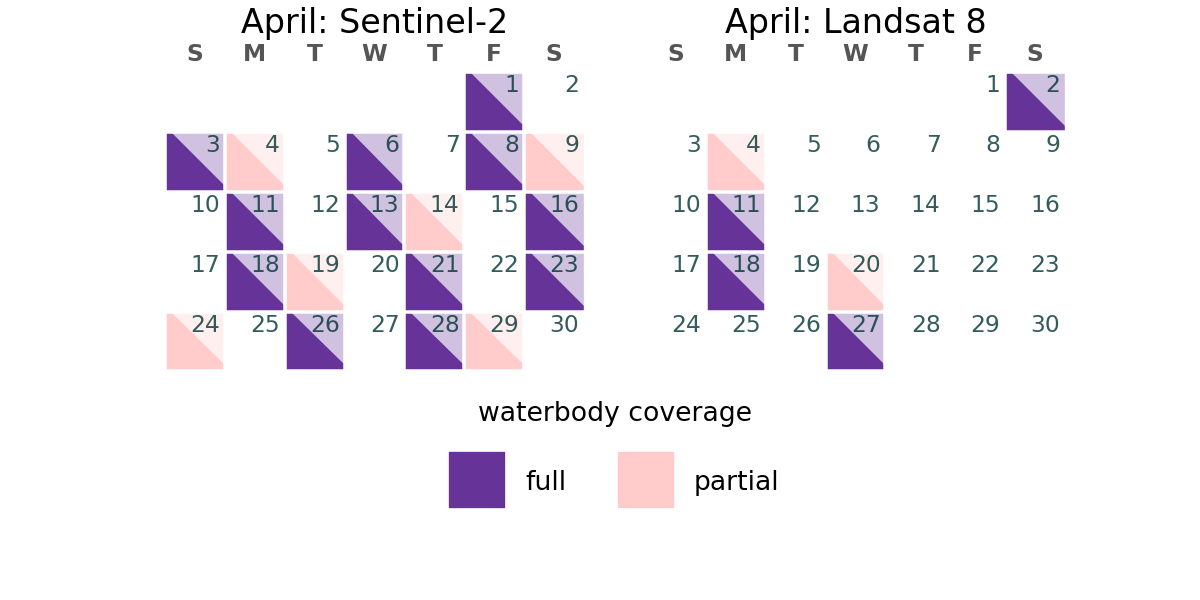 April: Sentinel-2
S M T W T F S
1 2
3 4 5 6 7 8 9
10 11 12 13 14 15 16
17 18 19 20 21 22 23
24 25 26 27 28 29 30
April: Landsat 8
S M T W T F S
1 2
3 4 5 6 7 8 9
10 11 12 13 14 15 16
17 18 19 20 21 22 23
24 25 26 27 28 29 30
waterbody coverage
full
partial